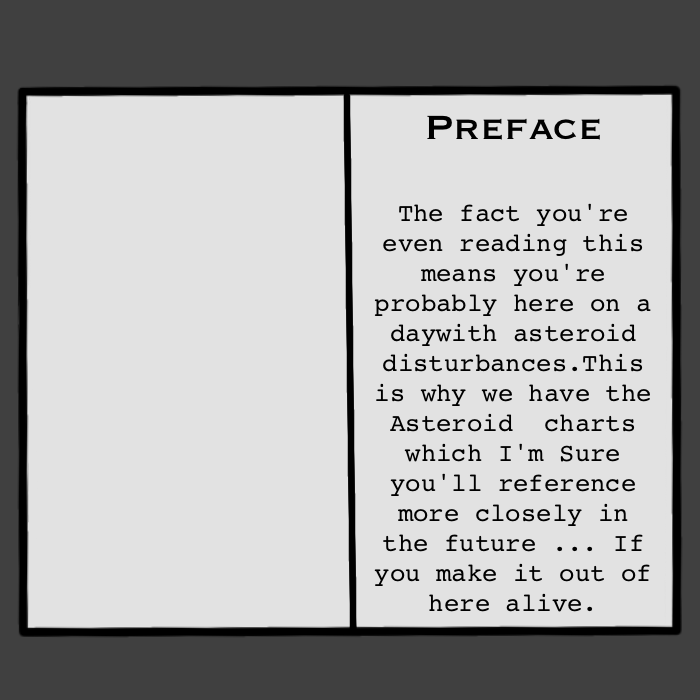 Preface
The fact you're
even reading this
means you're
probably here on a
daywith asteroid
disturbances.This
is why we have the
Asteroid  charts
which I'm Sure
you'll reference
more closely in
the future ... If
you make it out of
here alive.